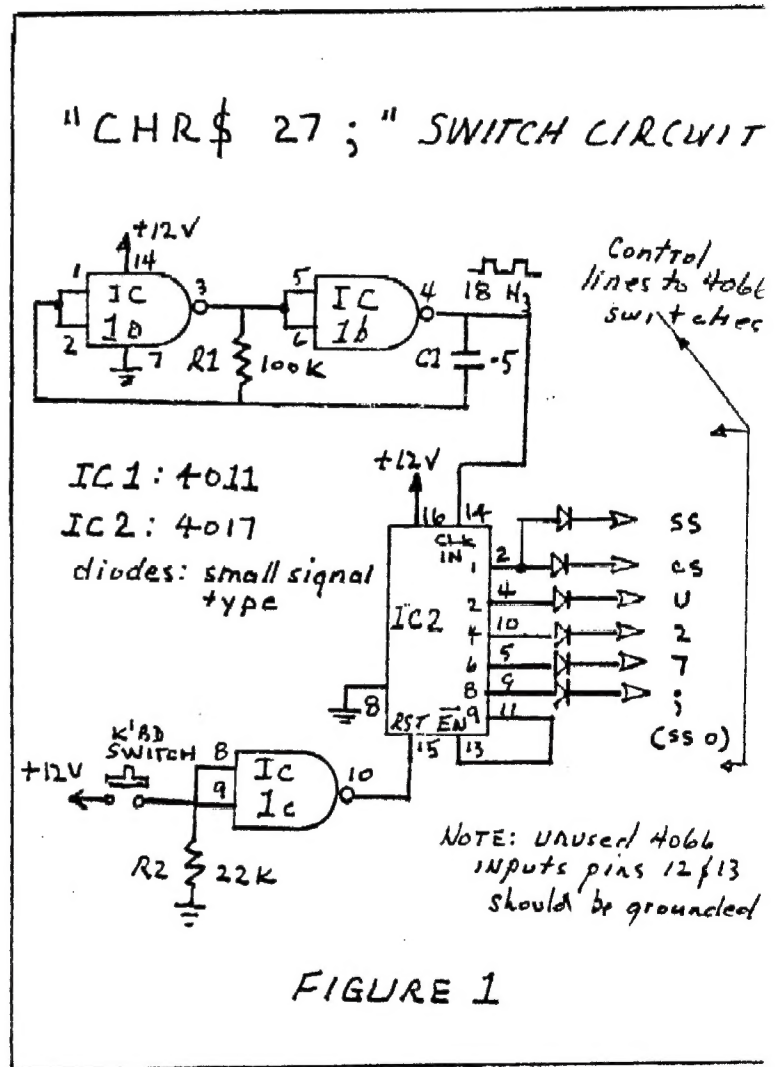 "CHR$ 27 ; " SWITCH CIRCUIT
+12V
14
1
IC
1a
2
7
3
R1
100K
5
6
IC
1b
4
18 Hz
C1
.5
Control
lines to 4066
switches
IC1: 4011
IC2: 4017
diodes: small signal
type
+12V
16
14
CLK
IN
IC2
1
2
2
4
4
10
6
5
8
9
9
11
8
RST
EN
15
13
SS
CS
U
2
7
;
(SS O)
K'BD
SWITCH
+12V
8
9
IC
1c
10
R2
22K
NOTE: unused 4066
inputs pins 12 & 13
should be grounded
FIGURE 1